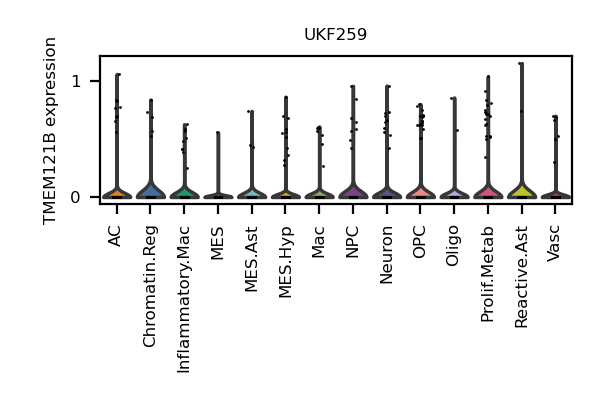 UKF259
TMEM121B expression
1
0
AC
Chromatin.Reg
Inflammatory.Mac
MES
MES.Ast
MES.Hyp
Mac
NPC
Neuron
OPC
Oligo
Prolif.Metab
Reactive.Ast
Vasc